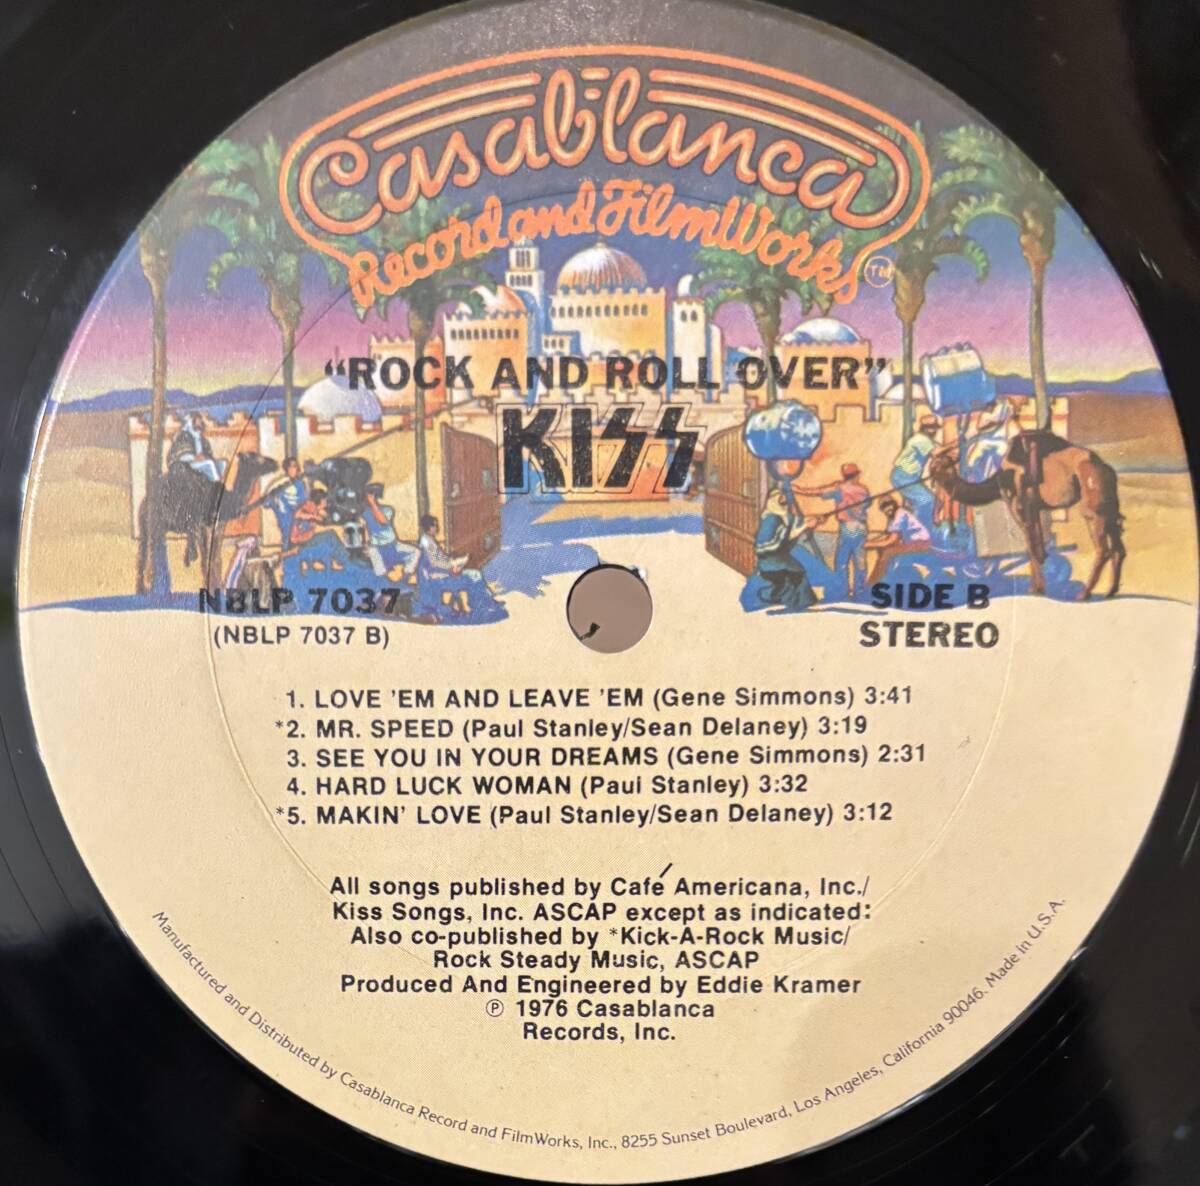 Casablanca
Record and FilmWorks TM
“ROCK AND ROLL OVER”
KISS
NBLP 7037
(NBLP 7037 B)
SIDE B
STEREO
1. LOVE 'EM AND LEAVE 'EM (Gene Simmons) 3:41
*2. MR. SPEED (Paul Stanley/Sean Delaney) 3:19
3. SEE YOU IN YOUR DREAMS (Gene Simmons) 2:31
4. HARD LUCK WOMAN (Paul Stanley) 3:32
*5. MAKIN' LOVE (Paul Stanley/Sean Delaney) 3:12
All songs published by Café Americana, Inc./
Kiss Songs, Inc. ASCAP except as indicated:
Also co-published by *Kick-A-Rock Music/
Rock Steady Music, ASCAP
Produced And Engineered by Eddie Kramer
℗ 1976 Casablanca
Records, Inc.
Manufactured and Distributed by Casablanca Record and FilmWorks, Inc., 8255 Sunset Boulevard, Los Angeles, California 90046. Made in U.S.A.